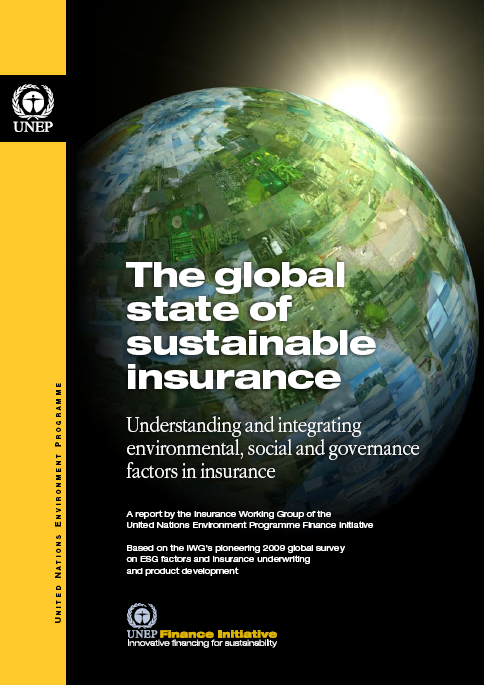 UNEP
UNITED NATIONS ENVIRONMENT PROGRAMME
The global
state of
sustainable
insurance
Understanding and integrating
environmental, social and governance
factors in insurance
A report by the Insurance Working Group of the
United Nations Environment Programme Finance Initiative
Based on the IWG's pioneering 2009 global survey
on ESG factors and insurance underwriting
and product development
UNEP Finance Initiative
Innovative financing for sustainability